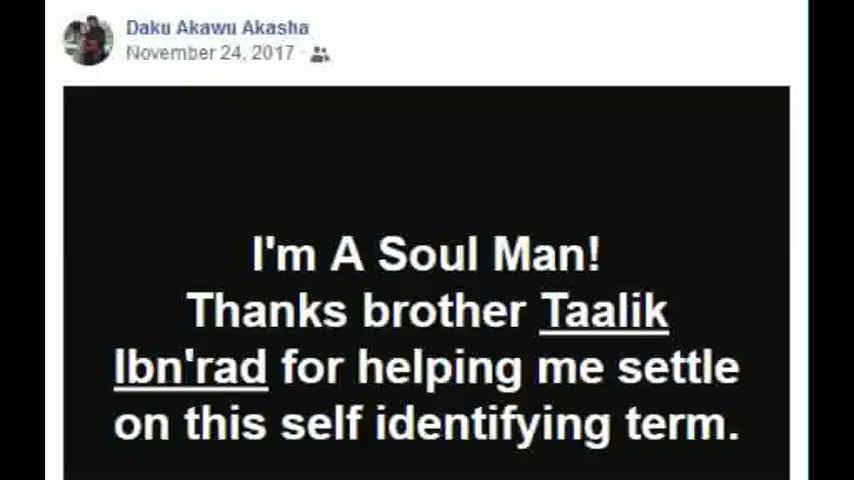 Daku Akawu Akasha
November 24, 2017 ·
I'm A Soul Man!
Thanks brother Taalik
Ibn'rad for helping me settle
on this self identifying term.